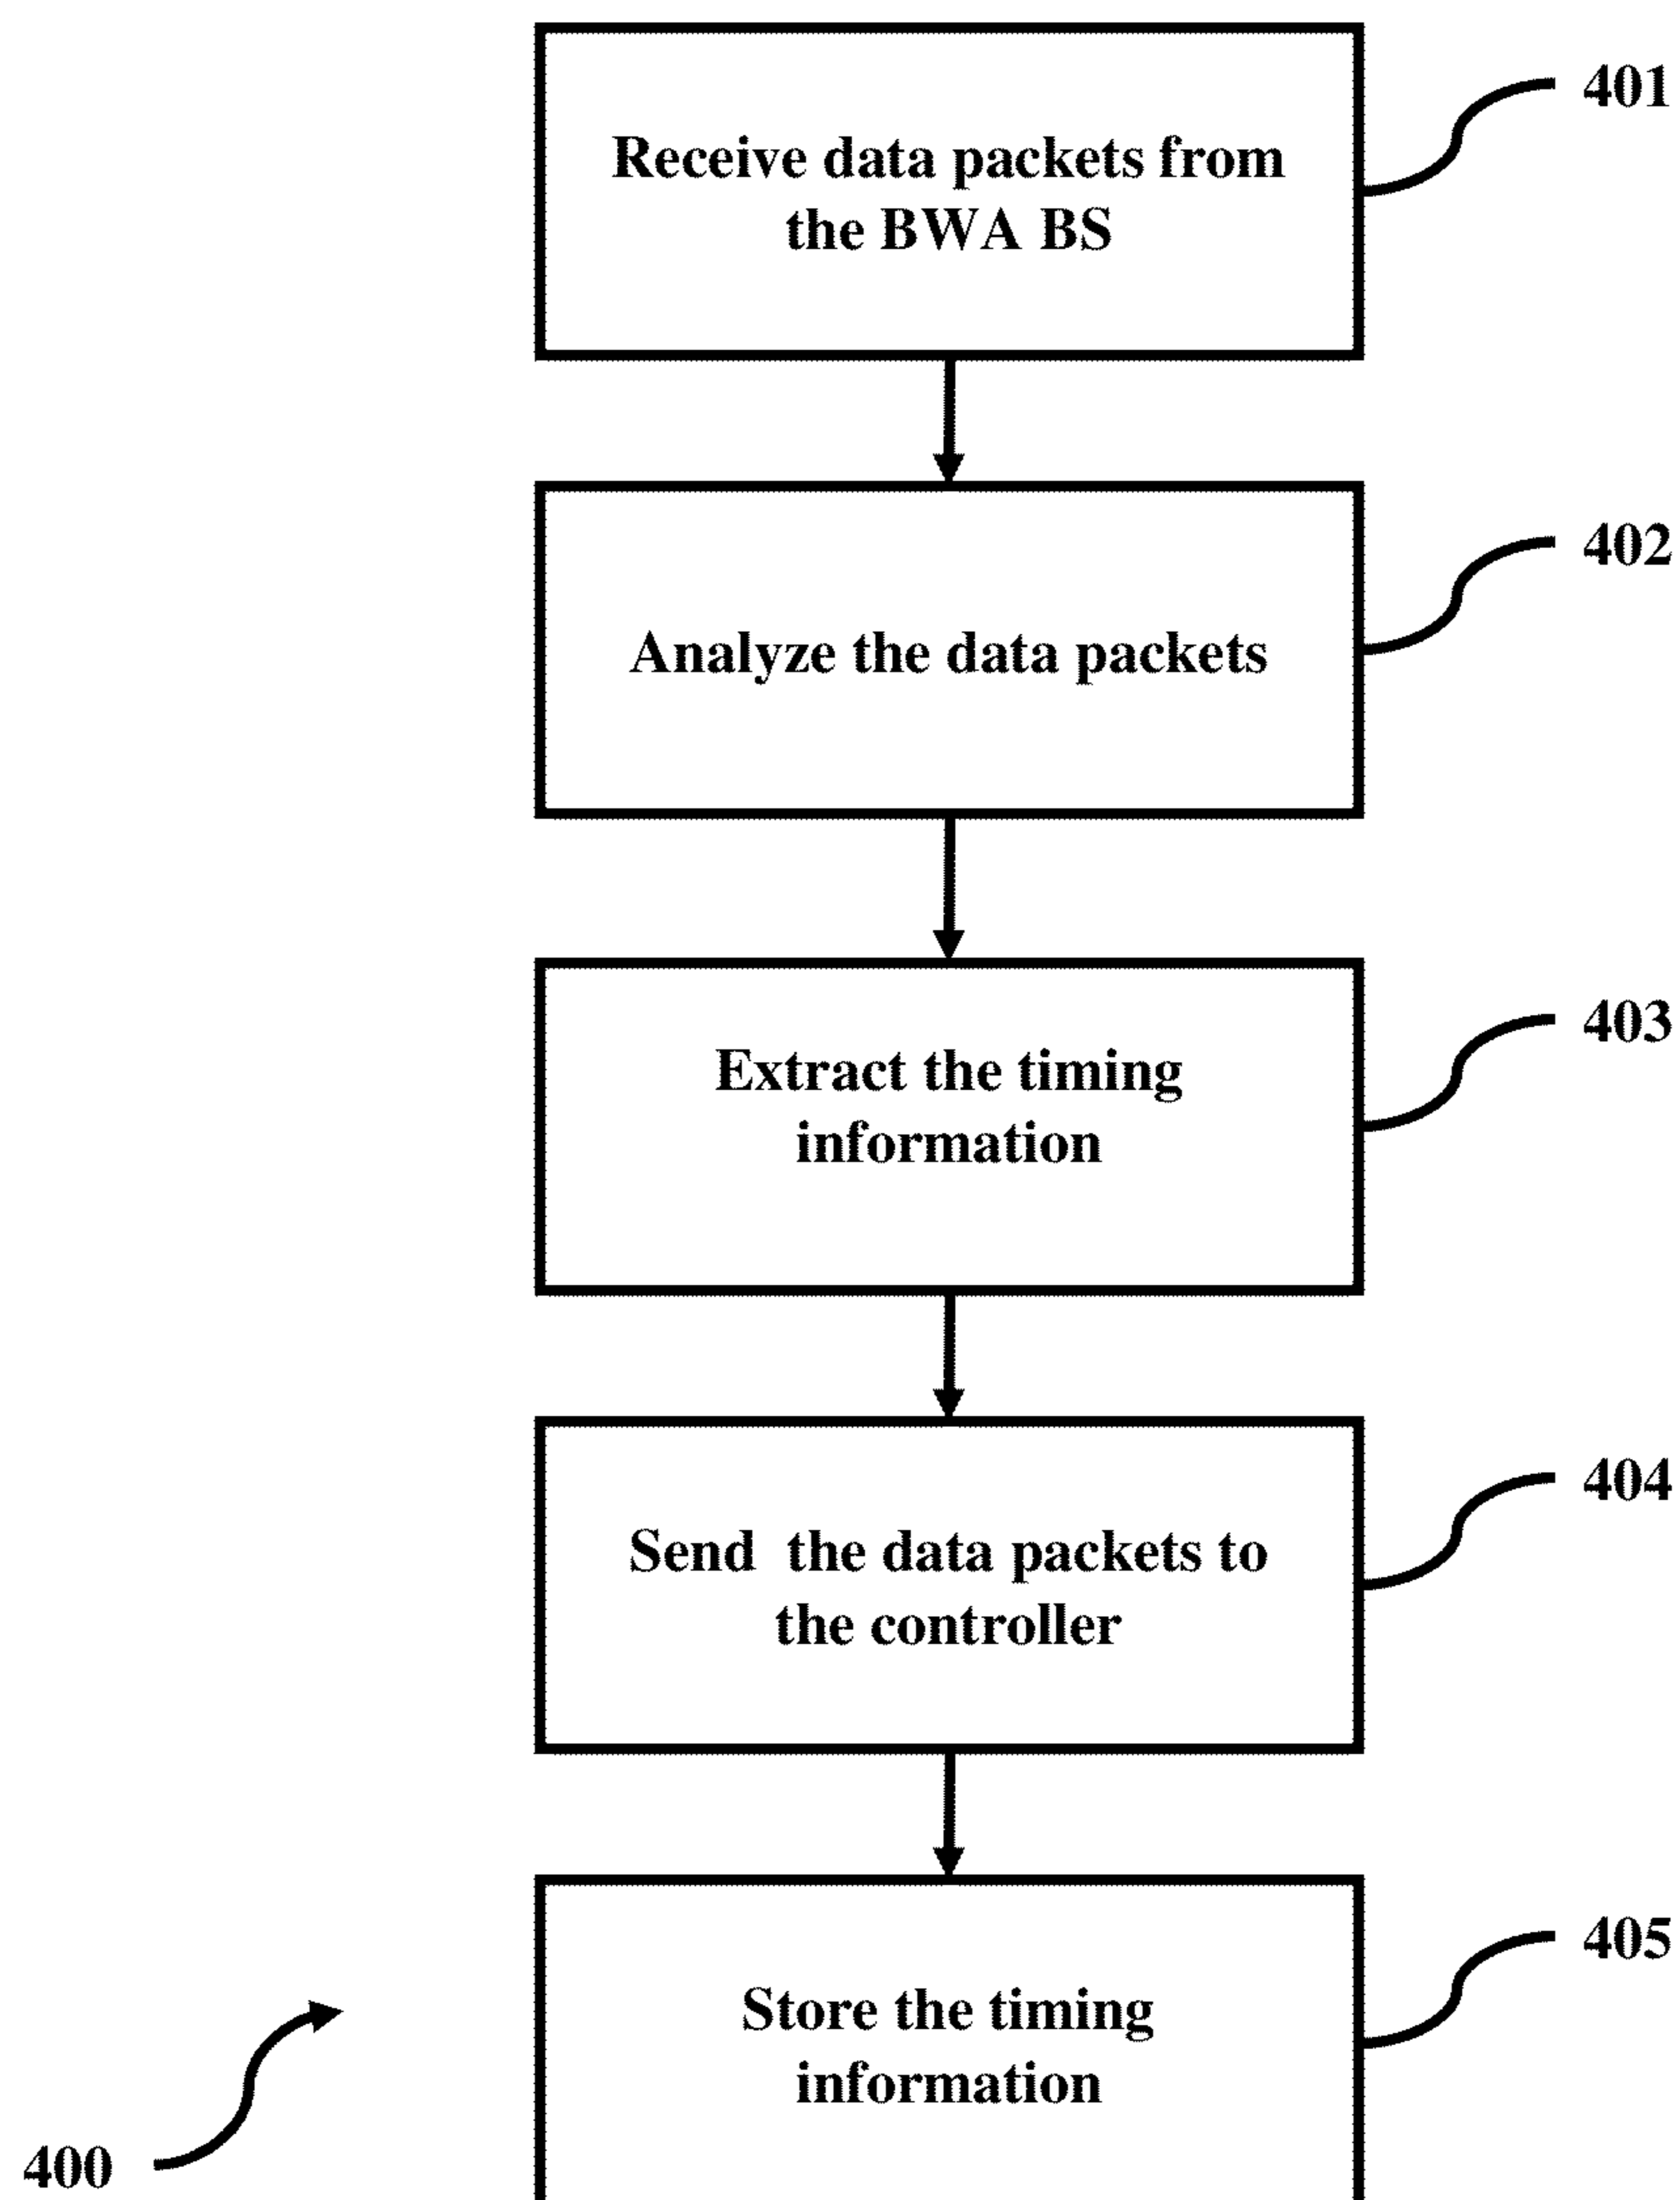 Receive data packets from
the BWA BS
401
Analyze the data packets
402
Extract the timing
information
403
Send the data packets to
the controller
404
Store the timing
information
405
400